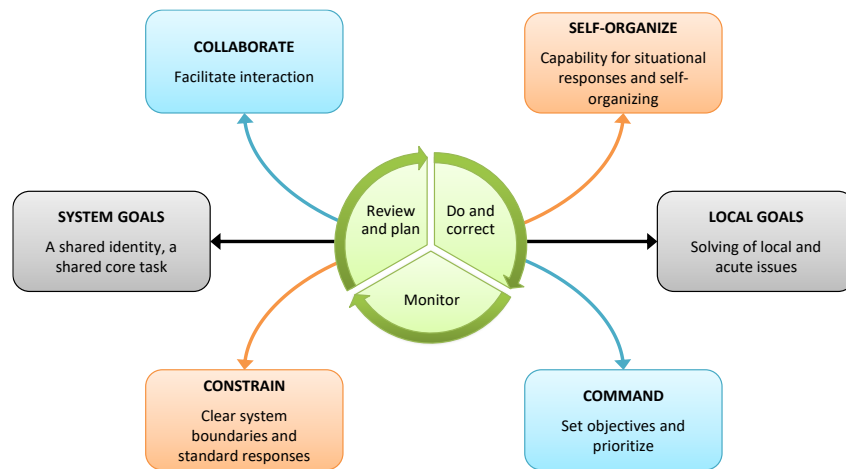 COLLABORATE
Facilitate interaction
SELF-ORGANIZE
Capability for situational
responses and self-
organizing
SYSTEM GOALS
A shared identity, a
shared core task
Review
and plan
Do and
correct
Monitor
LOCAL GOALS
Solving of local and
acute issues
CONSTRAIN
Clear system
boundaries and
standard responses
COMMAND
Set objectives and
prioritize